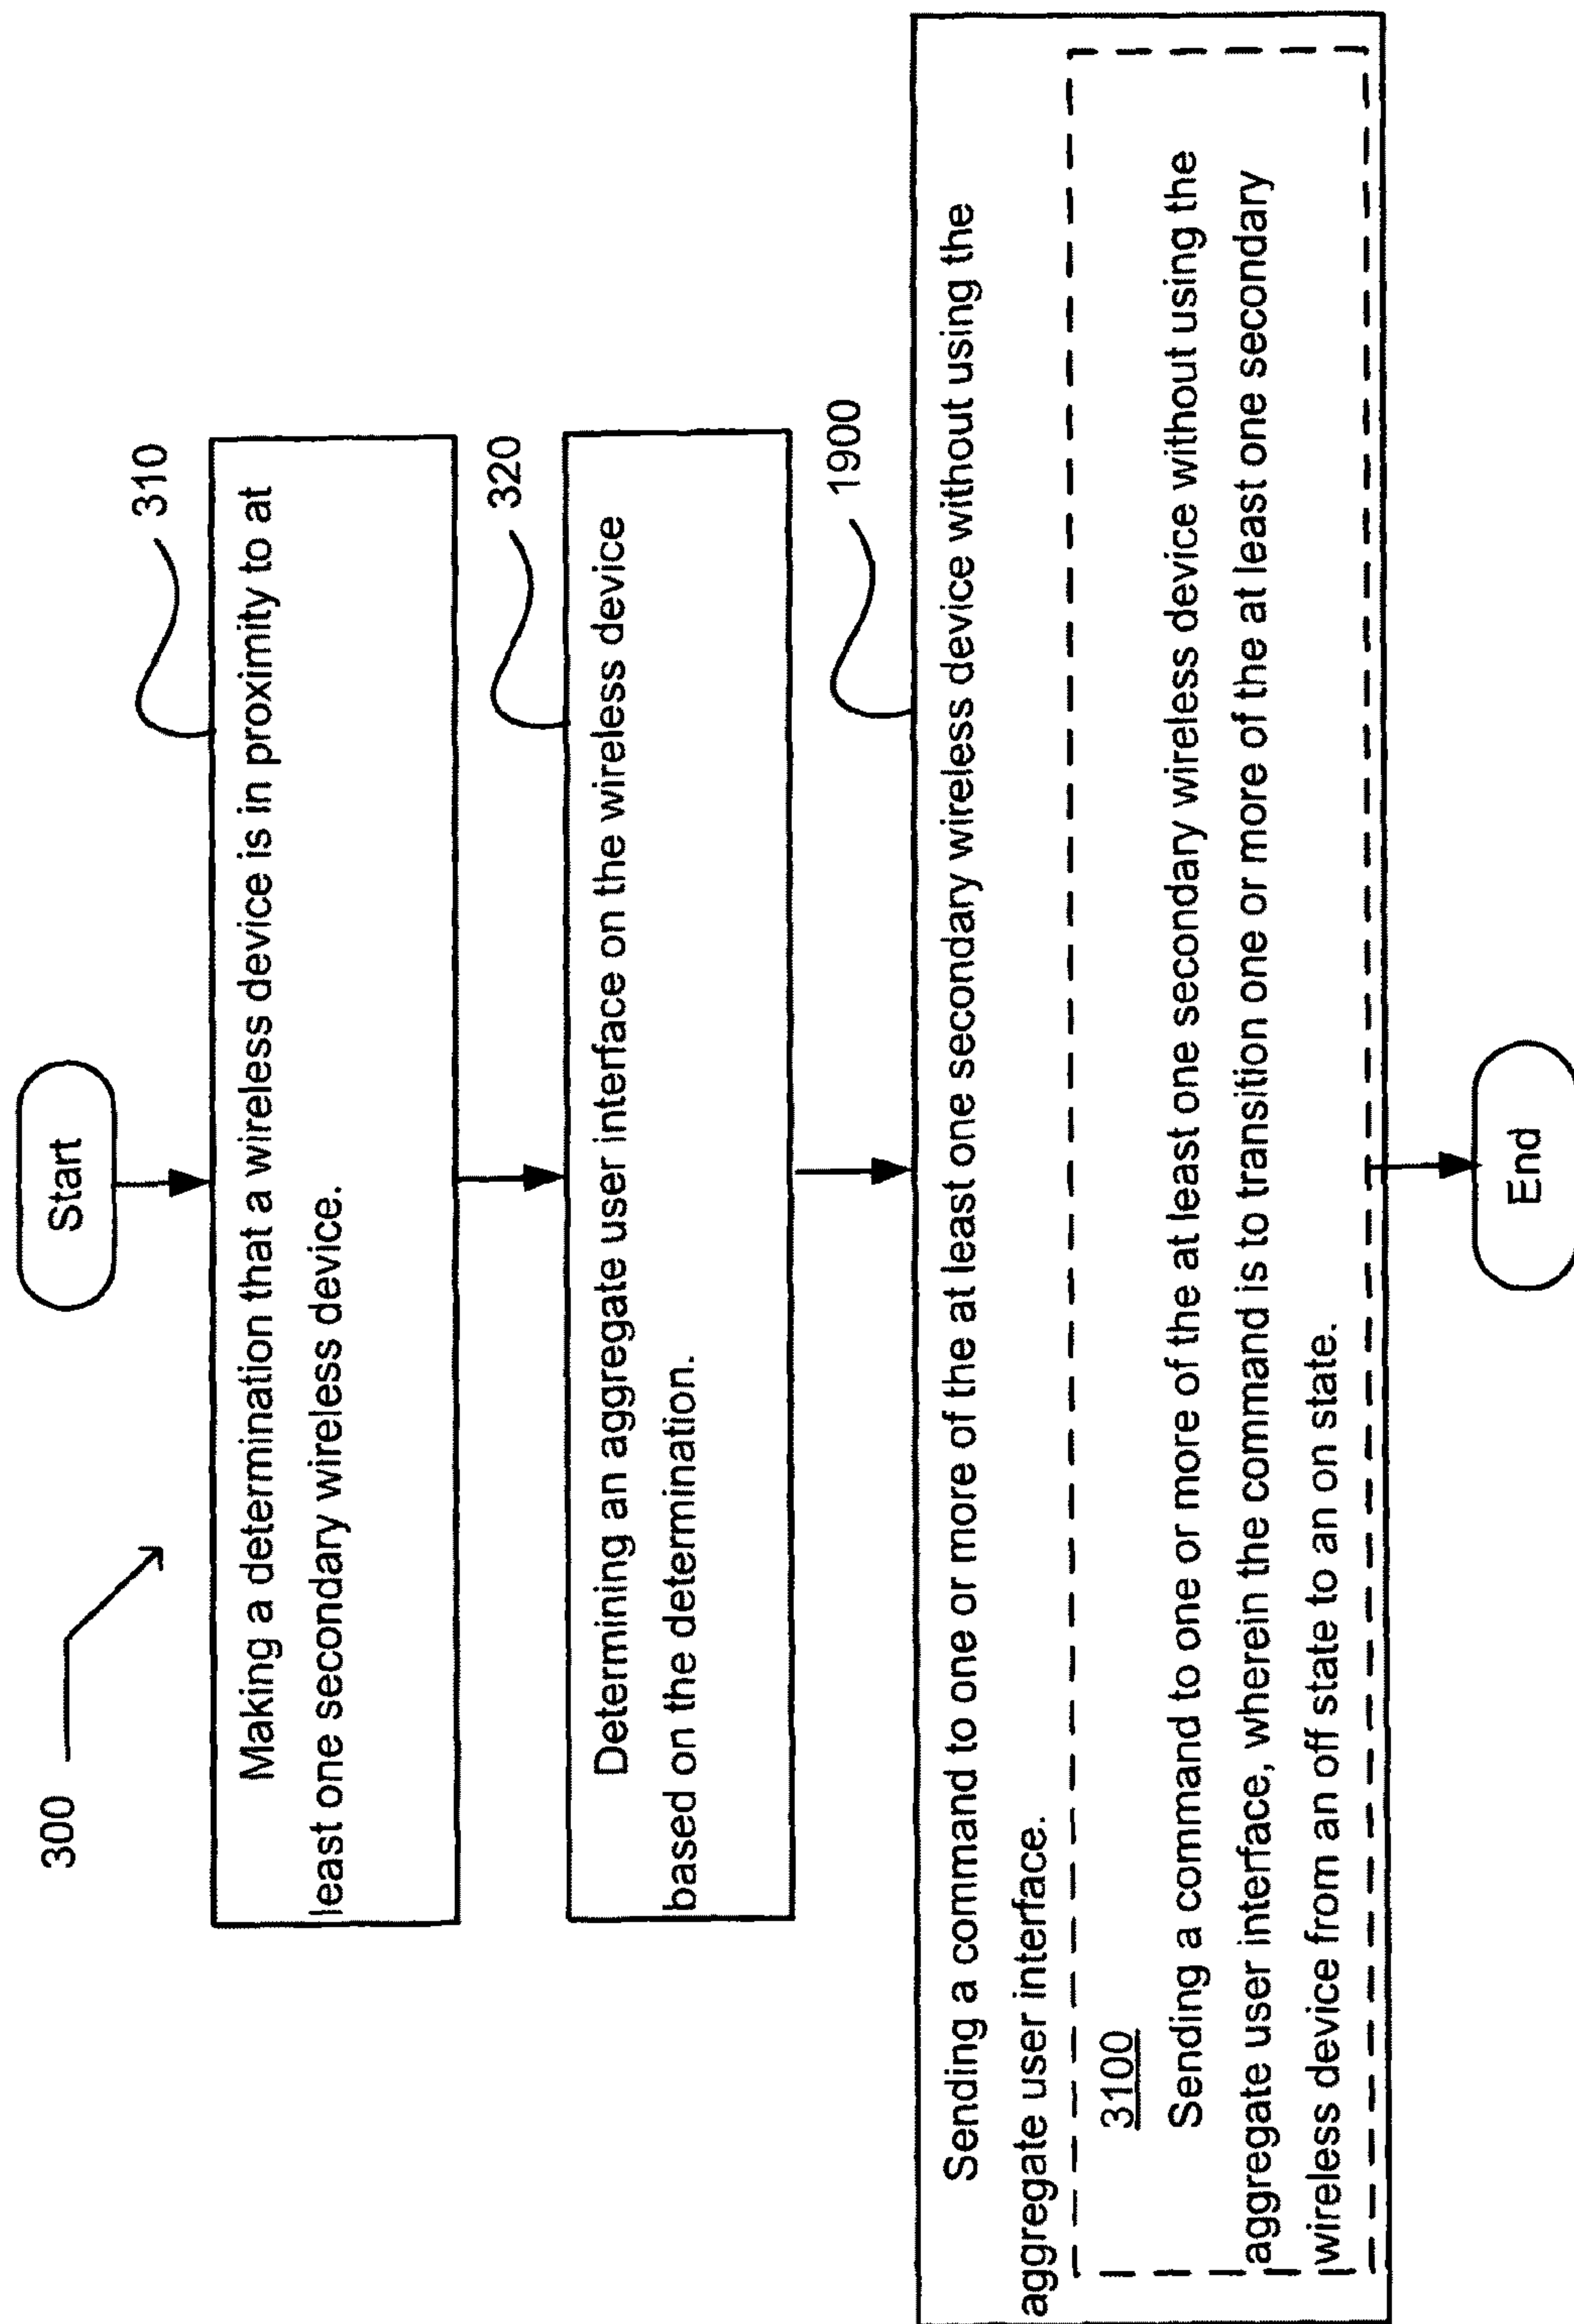 Start
300
310
Making a determination that a wireless device is in proximity to at
least one secondary wireless device.
320
Determining an aggregate user interface on the wireless device
based on the determination.
1900
Sending a command to one or more of the at least one secondary wireless device without using the
aggregate user interface.
3100
Sending a command to one or more of the at least one secondary wireless device without using the
aggregate user interface, wherein the command is to transition one or more of the at least one secondary
wireless device from an off state to an on state.
End